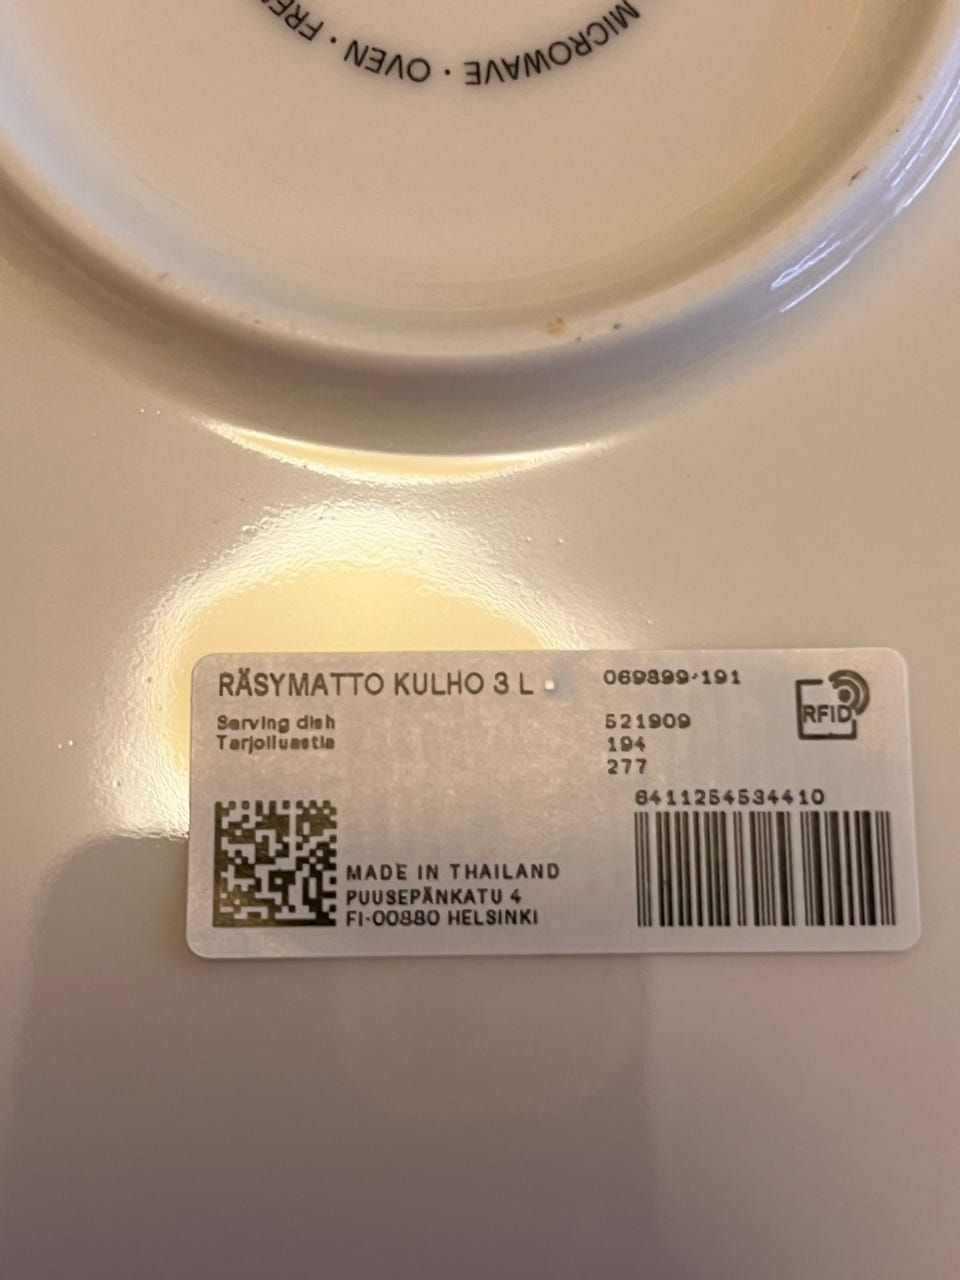 MICROWAVE · OVEN · FRE
RÄSYMATTO KULHO 3 L
Serving dish
Tarjoiluastia
069899-191
521909
194
277
RFID
6411254534410
MADE IN THAILAND
PUUSEPÄNKATU 4
FI-00880 HELSINKI